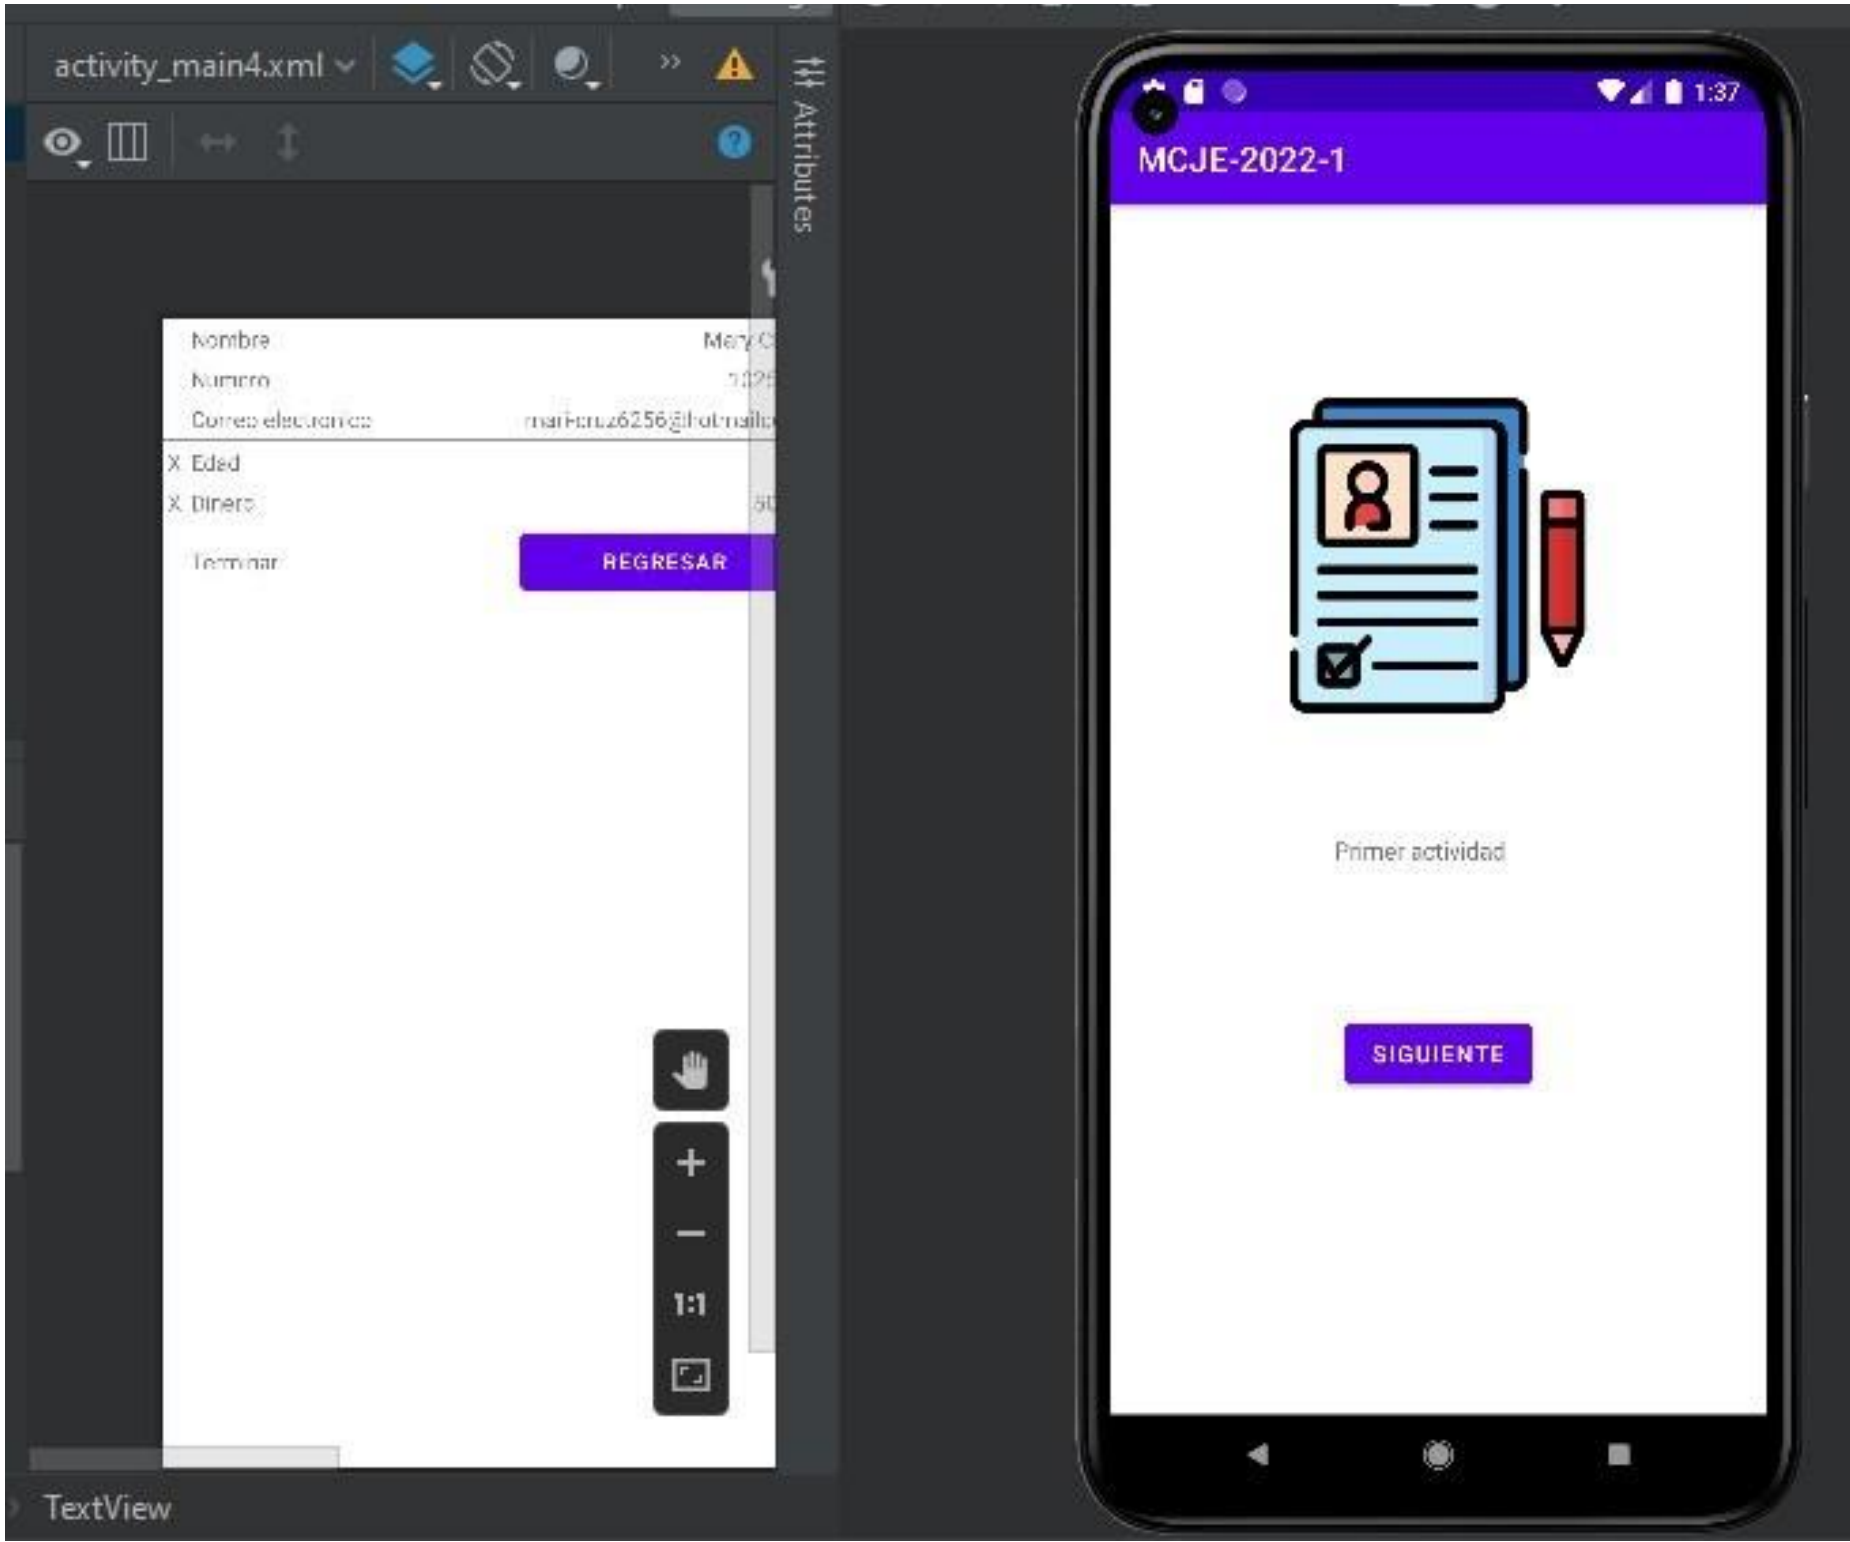 activity_main4.xml
Attributes
Nombre Mary C
Numero
Correo electronico
X Edad
X Dinero
Terminar REGRESAR
1:1
TextView
1:37
MCJE-2022-1
Primer actividad
SIGUIENTE